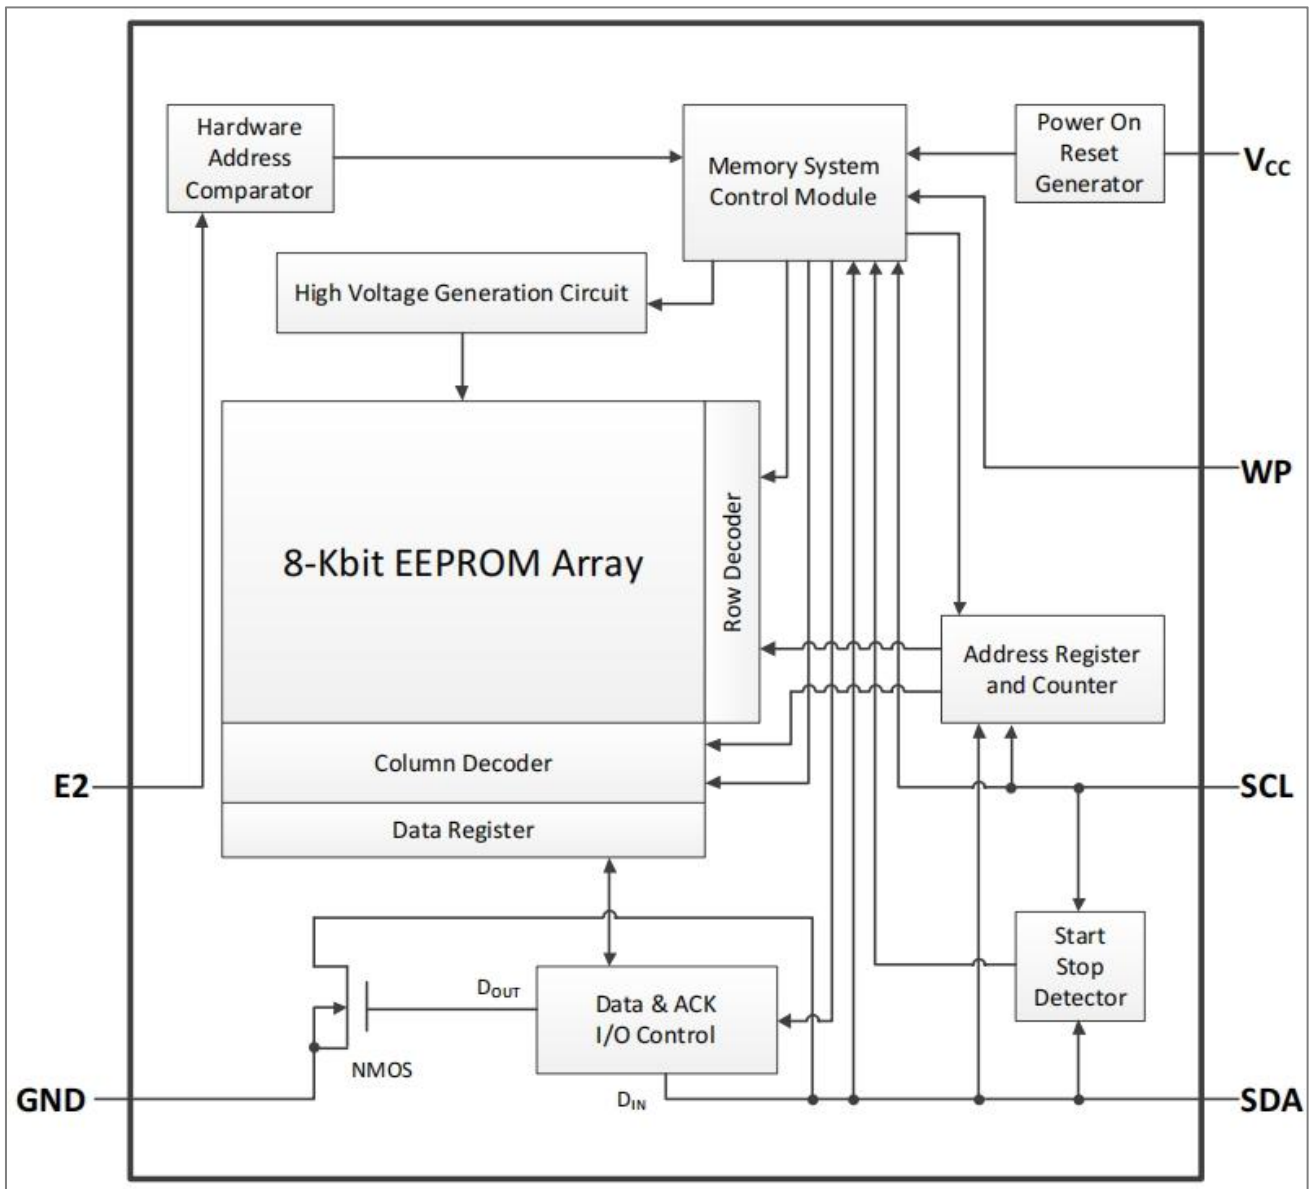 Hardware
Address
Comparator
Memory System
Control Module
Power On
Reset
Generator
VCC
High Voltage Generation Circuit
WP
8-Kbit EEPROM Array
Row Decoder
Address Register
and Counter
Column Decoder
E2
SCL
Data Register
Start
Stop
Detector
DOUT
Data & ACK
I/O Control
NMOS
GND
DIN
SDA